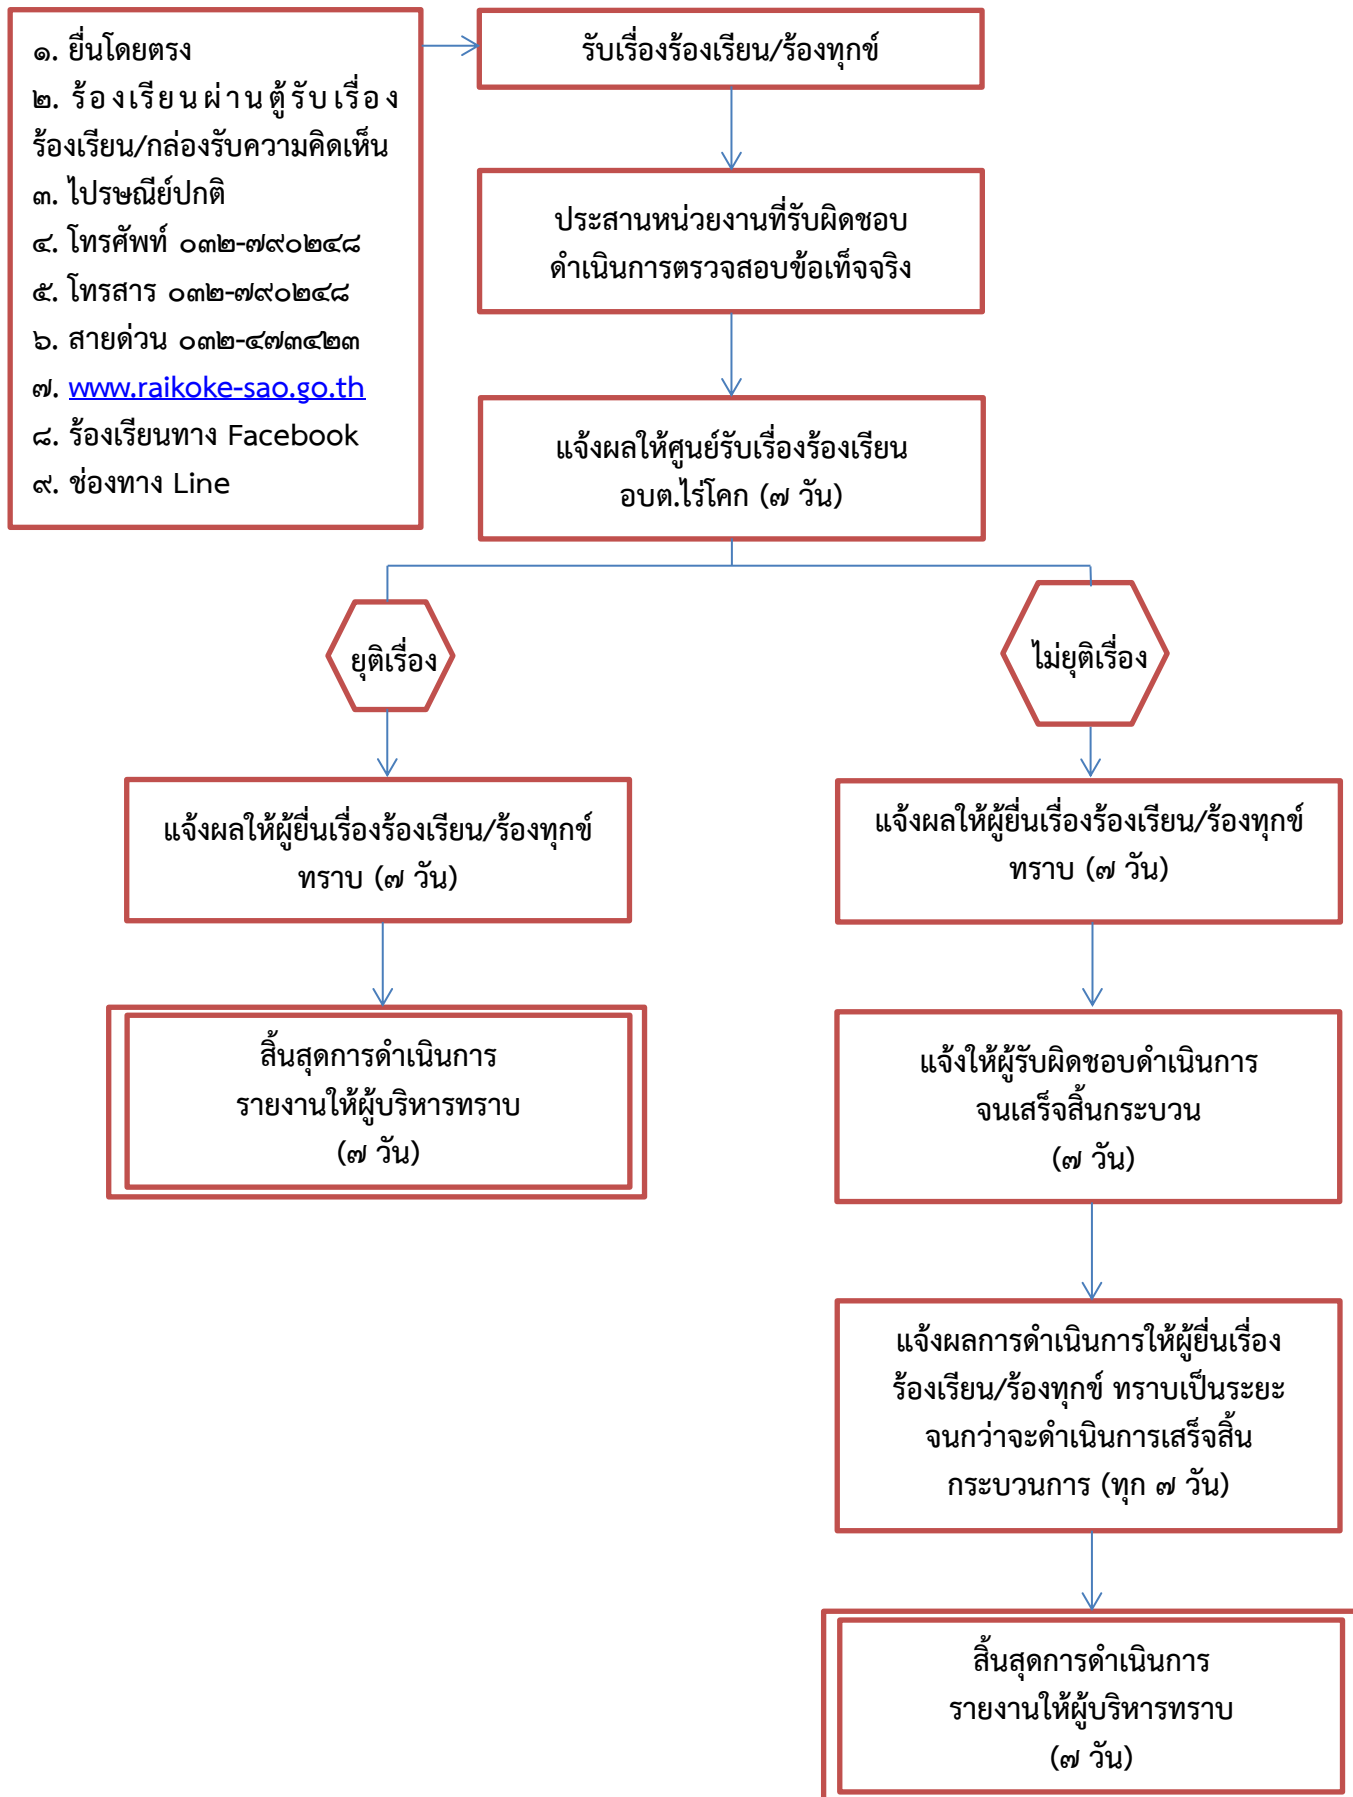 ๑. ยื่นโดยตรง
๒. ร้องเรียนผ่านตู้รับเรื่อง
ร้องเรียน/กล่องรับความคิดเห็น
๓. ไปรษณีย์ปกติ
๔. โทรศัพท์ ๐๓๒-๗๙๐๒๔๘
๕. โทรสาร ๐๓๒-๗๙๐๒๔๘
๖. สายด่วน ๐๓๒-๔๗๓๔๒๓
๗. www.raikoke-sao.go.th
๘. ร้องเรียนทาง Facebook
๙. ช่องทาง Line
รับเรื่องร้องเรียน/ร้องทุกข์
ประสานหน่วยงานที่รับผิดชอบ
ดำเนินการตรวจสอบข้อเท็จจริง
แจ้งผลให้ศูนย์รับเรื่องร้องเรียน
อบต.ไร่โคก (๗ วัน)
ยุติเรื่อง
ไม่ยุติเรื่อง
แจ้งผลให้ผู้ยื่นเรื่องร้องเรียน/ร้องทุกข์
ทราบ (๗ วัน)
แจ้งผลให้ผู้ยื่นเรื่องร้องเรียน/ร้องทุกข์
ทราบ (๗ วัน)
สิ้นสุดการดำเนินการ
รายงานให้ผู้บริหารทราบ
(๗ วัน)
แจ้งให้ผู้รับผิดชอบดำเนินการ
จนเสร็จสิ้นกระบวน
(๗ วัน)
แจ้งผลการดำเนินการให้ผู้ยื่นเรื่อง
ร้องเรียน/ร้องทุกข์ ทราบเป็นระยะ
จนกว่าจะดำเนินการเสร็จสิ้น
กระบวนการ (ทุก ๗ วัน)
สิ้นสุดการดำเนินการ
รายงานให้ผู้บริหารทราบ
(๗ วัน)